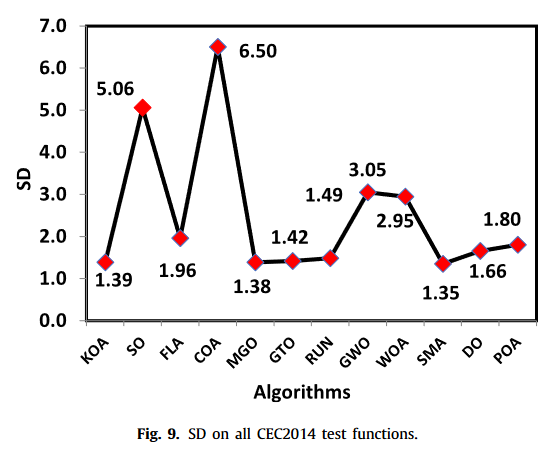 7.0
6.0
5.0
4.0
3.0
2.0
1.0
0.0
SD
1.39
5.06
1.96
6.50
1.38
1.42
1.49
3.05
2.95
1.35
1.66
1.80
KOA
SO
FLA
COA
MGO
GTO
RUN
GWO
WOA
SMA
DO
POA
Algorithms
Fig. 9. SD on all CEC2014 test functions.